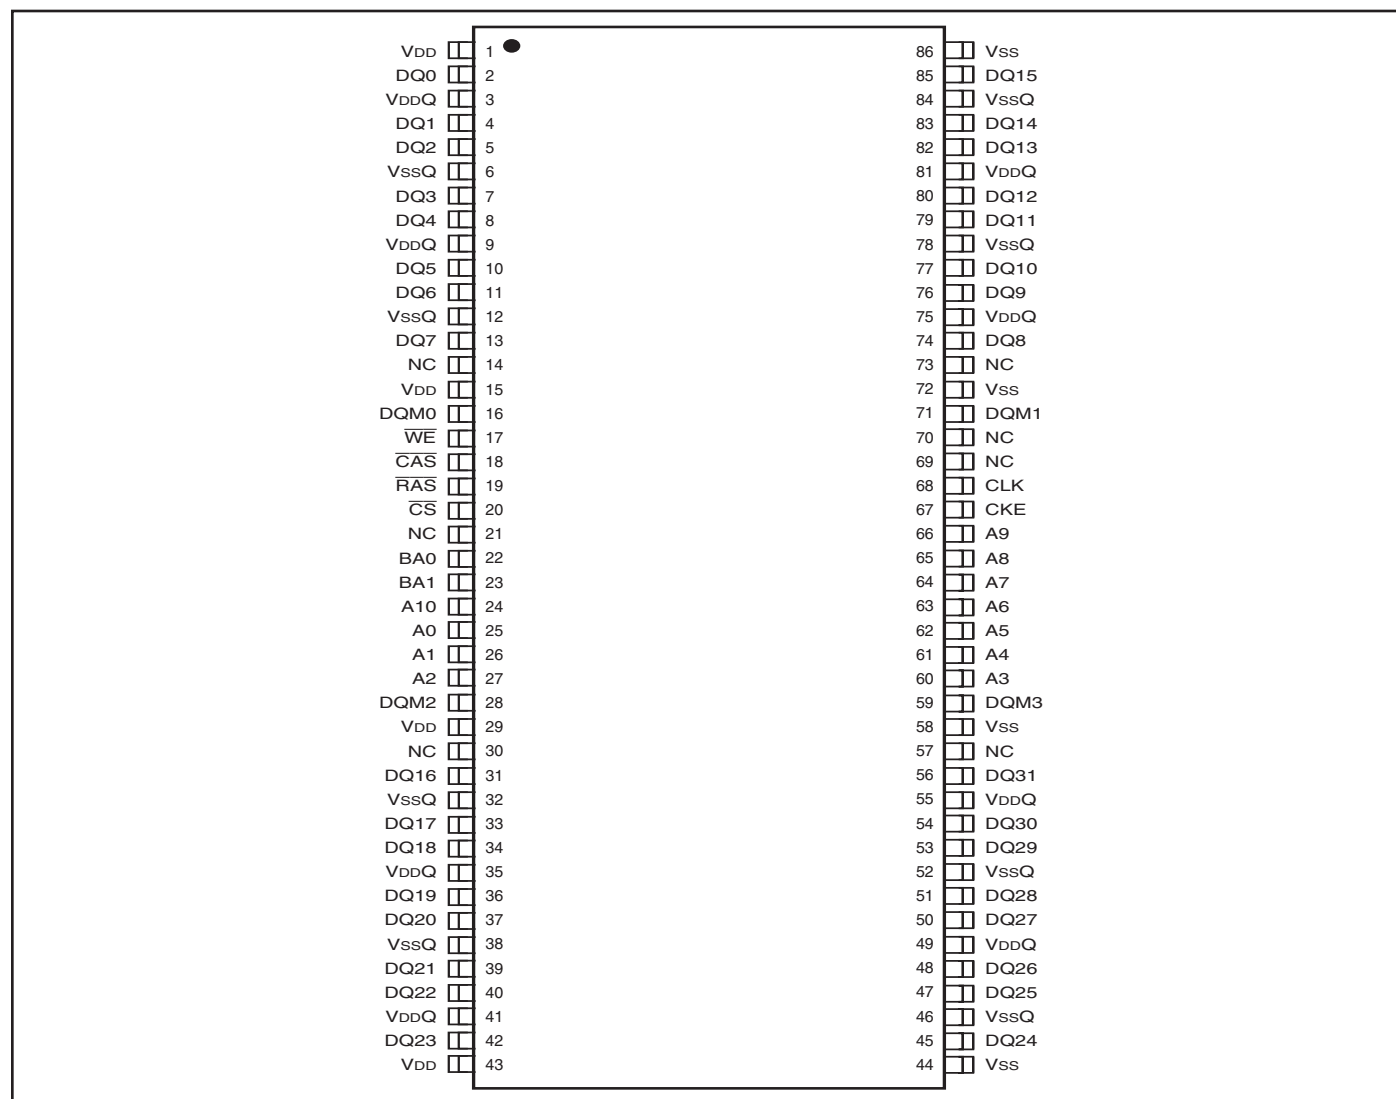 VDD 1 86 VSS
DQ0 2 85 DQ15
VDDQ 3 84 VSSQ
DQ1 4 83 DQ14
DQ2 5 82 DQ13
VSSQ 6 81 VDDQ
DQ3 7 80 DQ12
DQ4 8 79 DQ11
VDDQ 9 78 VSSQ
DQ5 10 77 DQ10
DQ6 11 76 DQ9
VSSQ 12 75 VDDQ
DQ7 13 74 DQ8
NC 14 73 NC
VDD 15 72 VSS
DQM0 16 71 DQM1
W̅E̅ 17 70 NC
C̅A̅S̅ 18 69 NC
R̅A̅S̅ 19 68 CLK
C̅S̅ 20 67 CKE
NC 21 66 A9
BA0 22 65 A8
BA1 23 64 A7
A10 24 63 A6
A0 25 62 A5
A1 26 61 A4
A2 27 60 A3
DQM2 28 59 DQM3
VDD 29 58 VSS
NC 30 57 NC
DQ16 31 56 DQ31
VSSQ 32 55 VDDQ
DQ17 33 54 DQ30
DQ18 34 53 DQ29
VDDQ 35 52 VSSQ
DQ19 36 51 DQ28
DQ20 37 50 DQ27
VSSQ 38 49 VDDQ
DQ21 39 48 DQ26
DQ22 40 47 DQ25
VDDQ 41 46 VSSQ
DQ23 42 45 DQ24
VDD 43 44 VSS